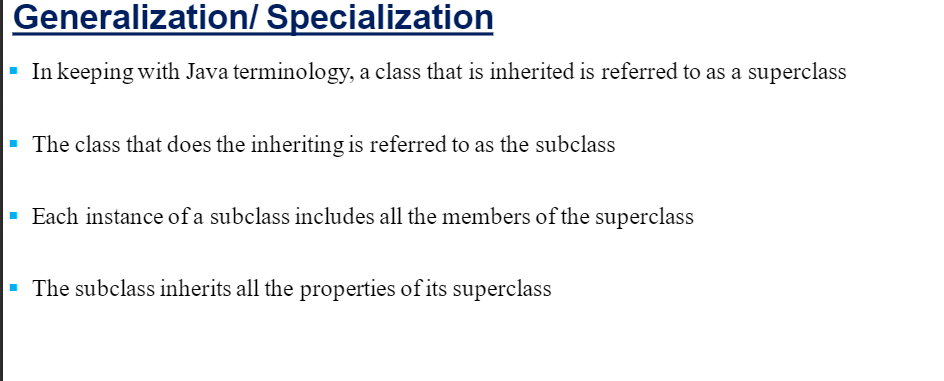 Generalization/ Specialization
▪ In keeping with Java terminology, a class that is inherited is referred to as a superclass
▪ The class that does the inheriting is referred to as the subclass
▪ Each instance of a subclass includes all the members of the superclass
▪ The subclass inherits all the properties of its superclass